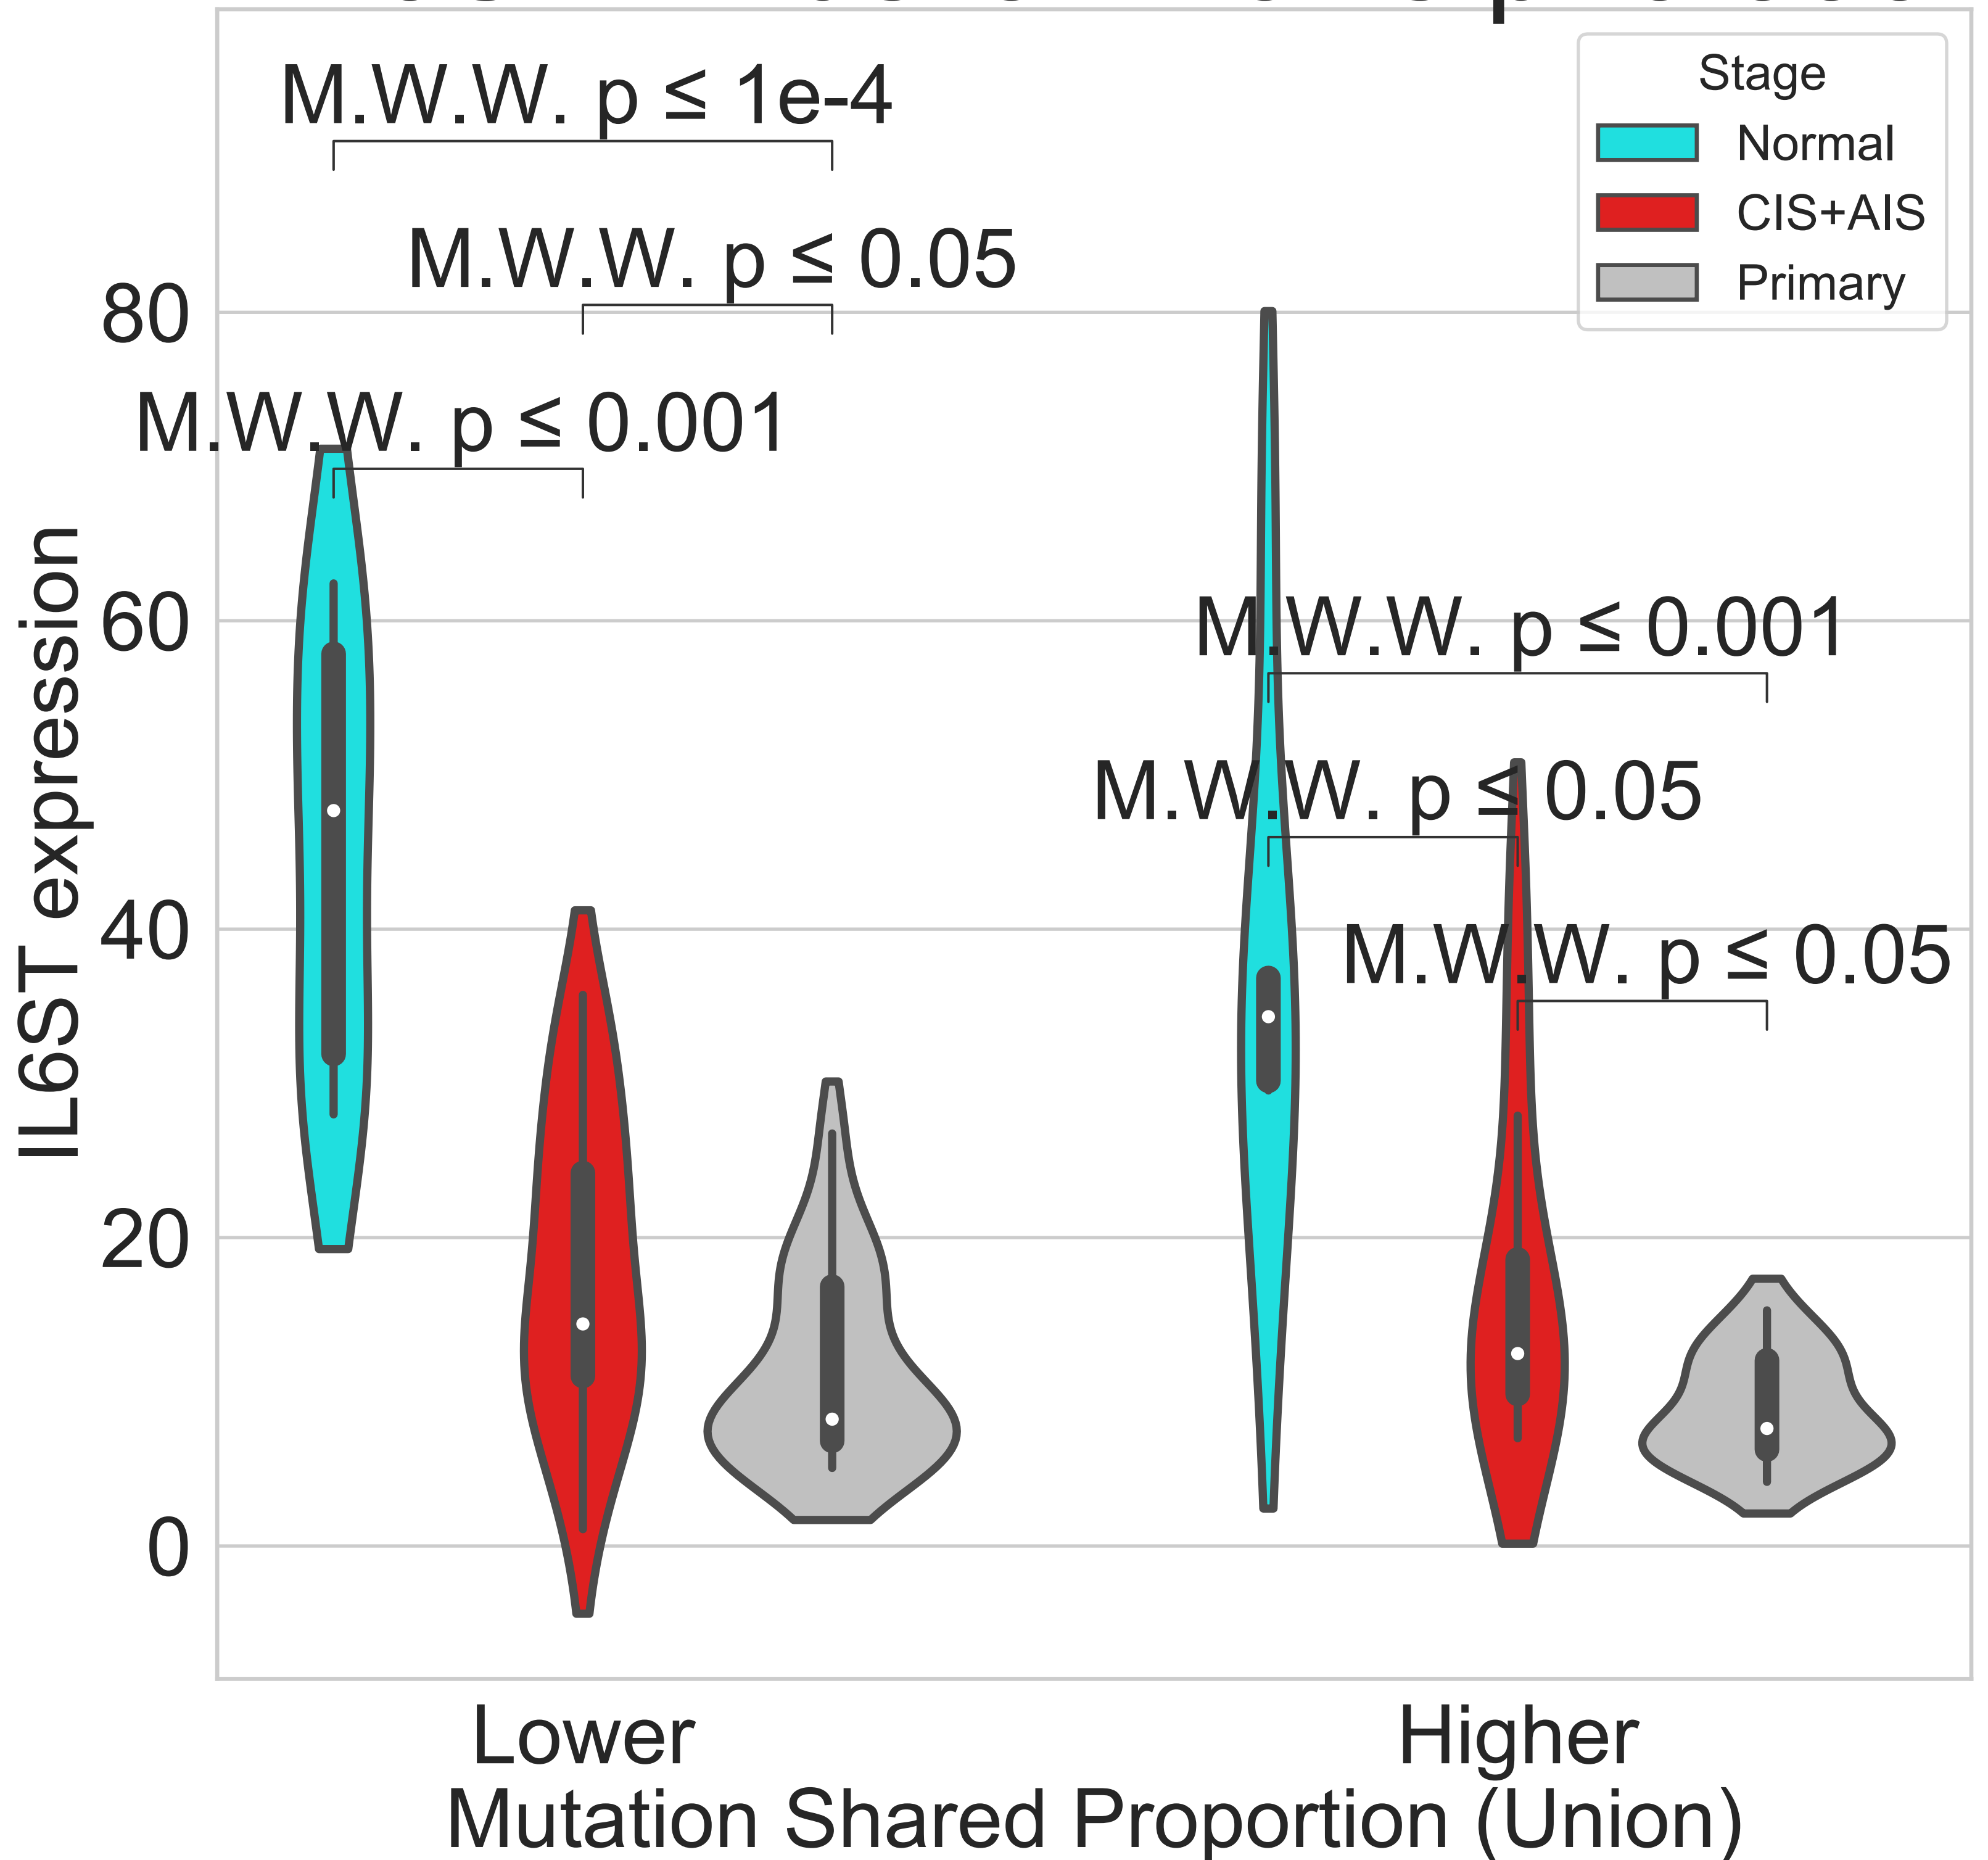 M.W.W. p ≤ 1e-4
M.W.W. p ≤ 0.05
M.W.W. p ≤ 0.001
Stage
Normal
CIS+AIS
Primary
M.W.W. p ≤ 0.001
M.W.W. p ≤ 0.05
M.W.W. p ≤ 0.05
IL6ST expression
80
60
40
20
0
Lower
Higher
Mutation Shared Proportion (Union)